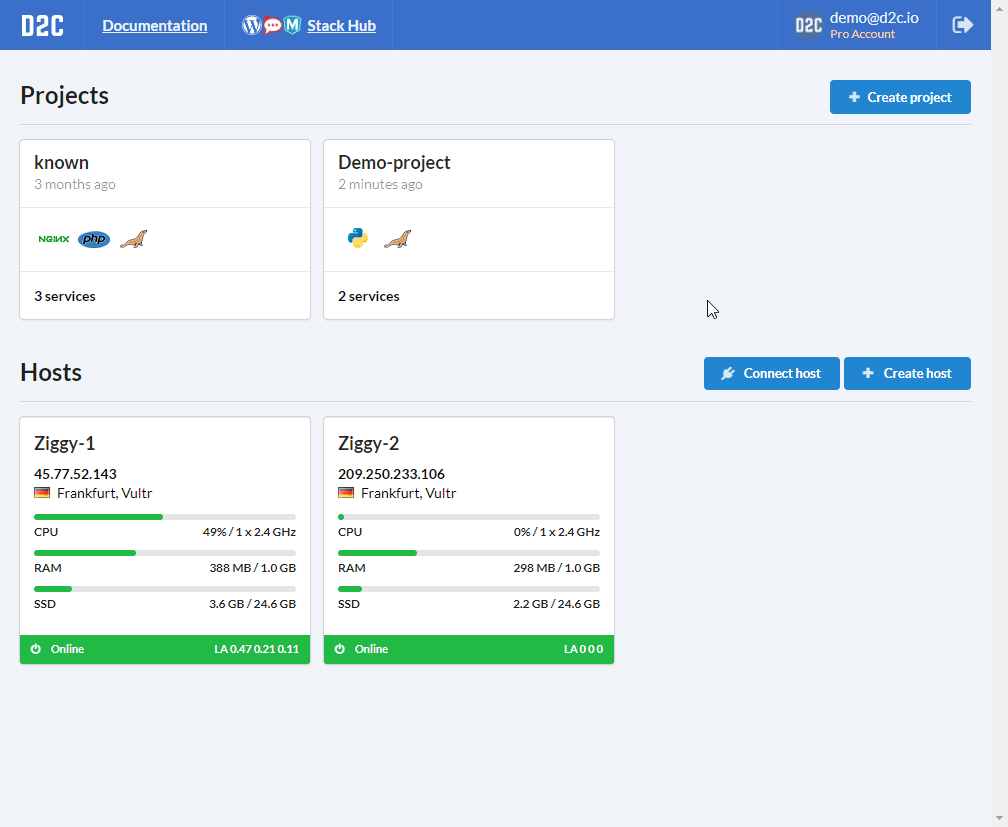 D2C Documentation Stack Hub D2C demo@d2c.io
Pro Account
Projects Create project
known
3 months ago
NGINX php
3 services
Demo-project
2 minutes ago
2 services
Hosts Connect host Create host
Ziggy-1
45.77.52.143
Frankfurt, Vultr
CPU 49% / 1 x 2.4 GHz
RAM 388 MB / 1.0 GB
SSD 3.6 GB / 24.6 GB
Online LA 0.47 0.21 0.11
Ziggy-2
209.250.233.106
Frankfurt, Vultr
CPU 0% / 1 x 2.4 GHz
RAM 298 MB / 1.0 GB
SSD 2.2 GB / 24.6 GB
Online LA 0 0 0